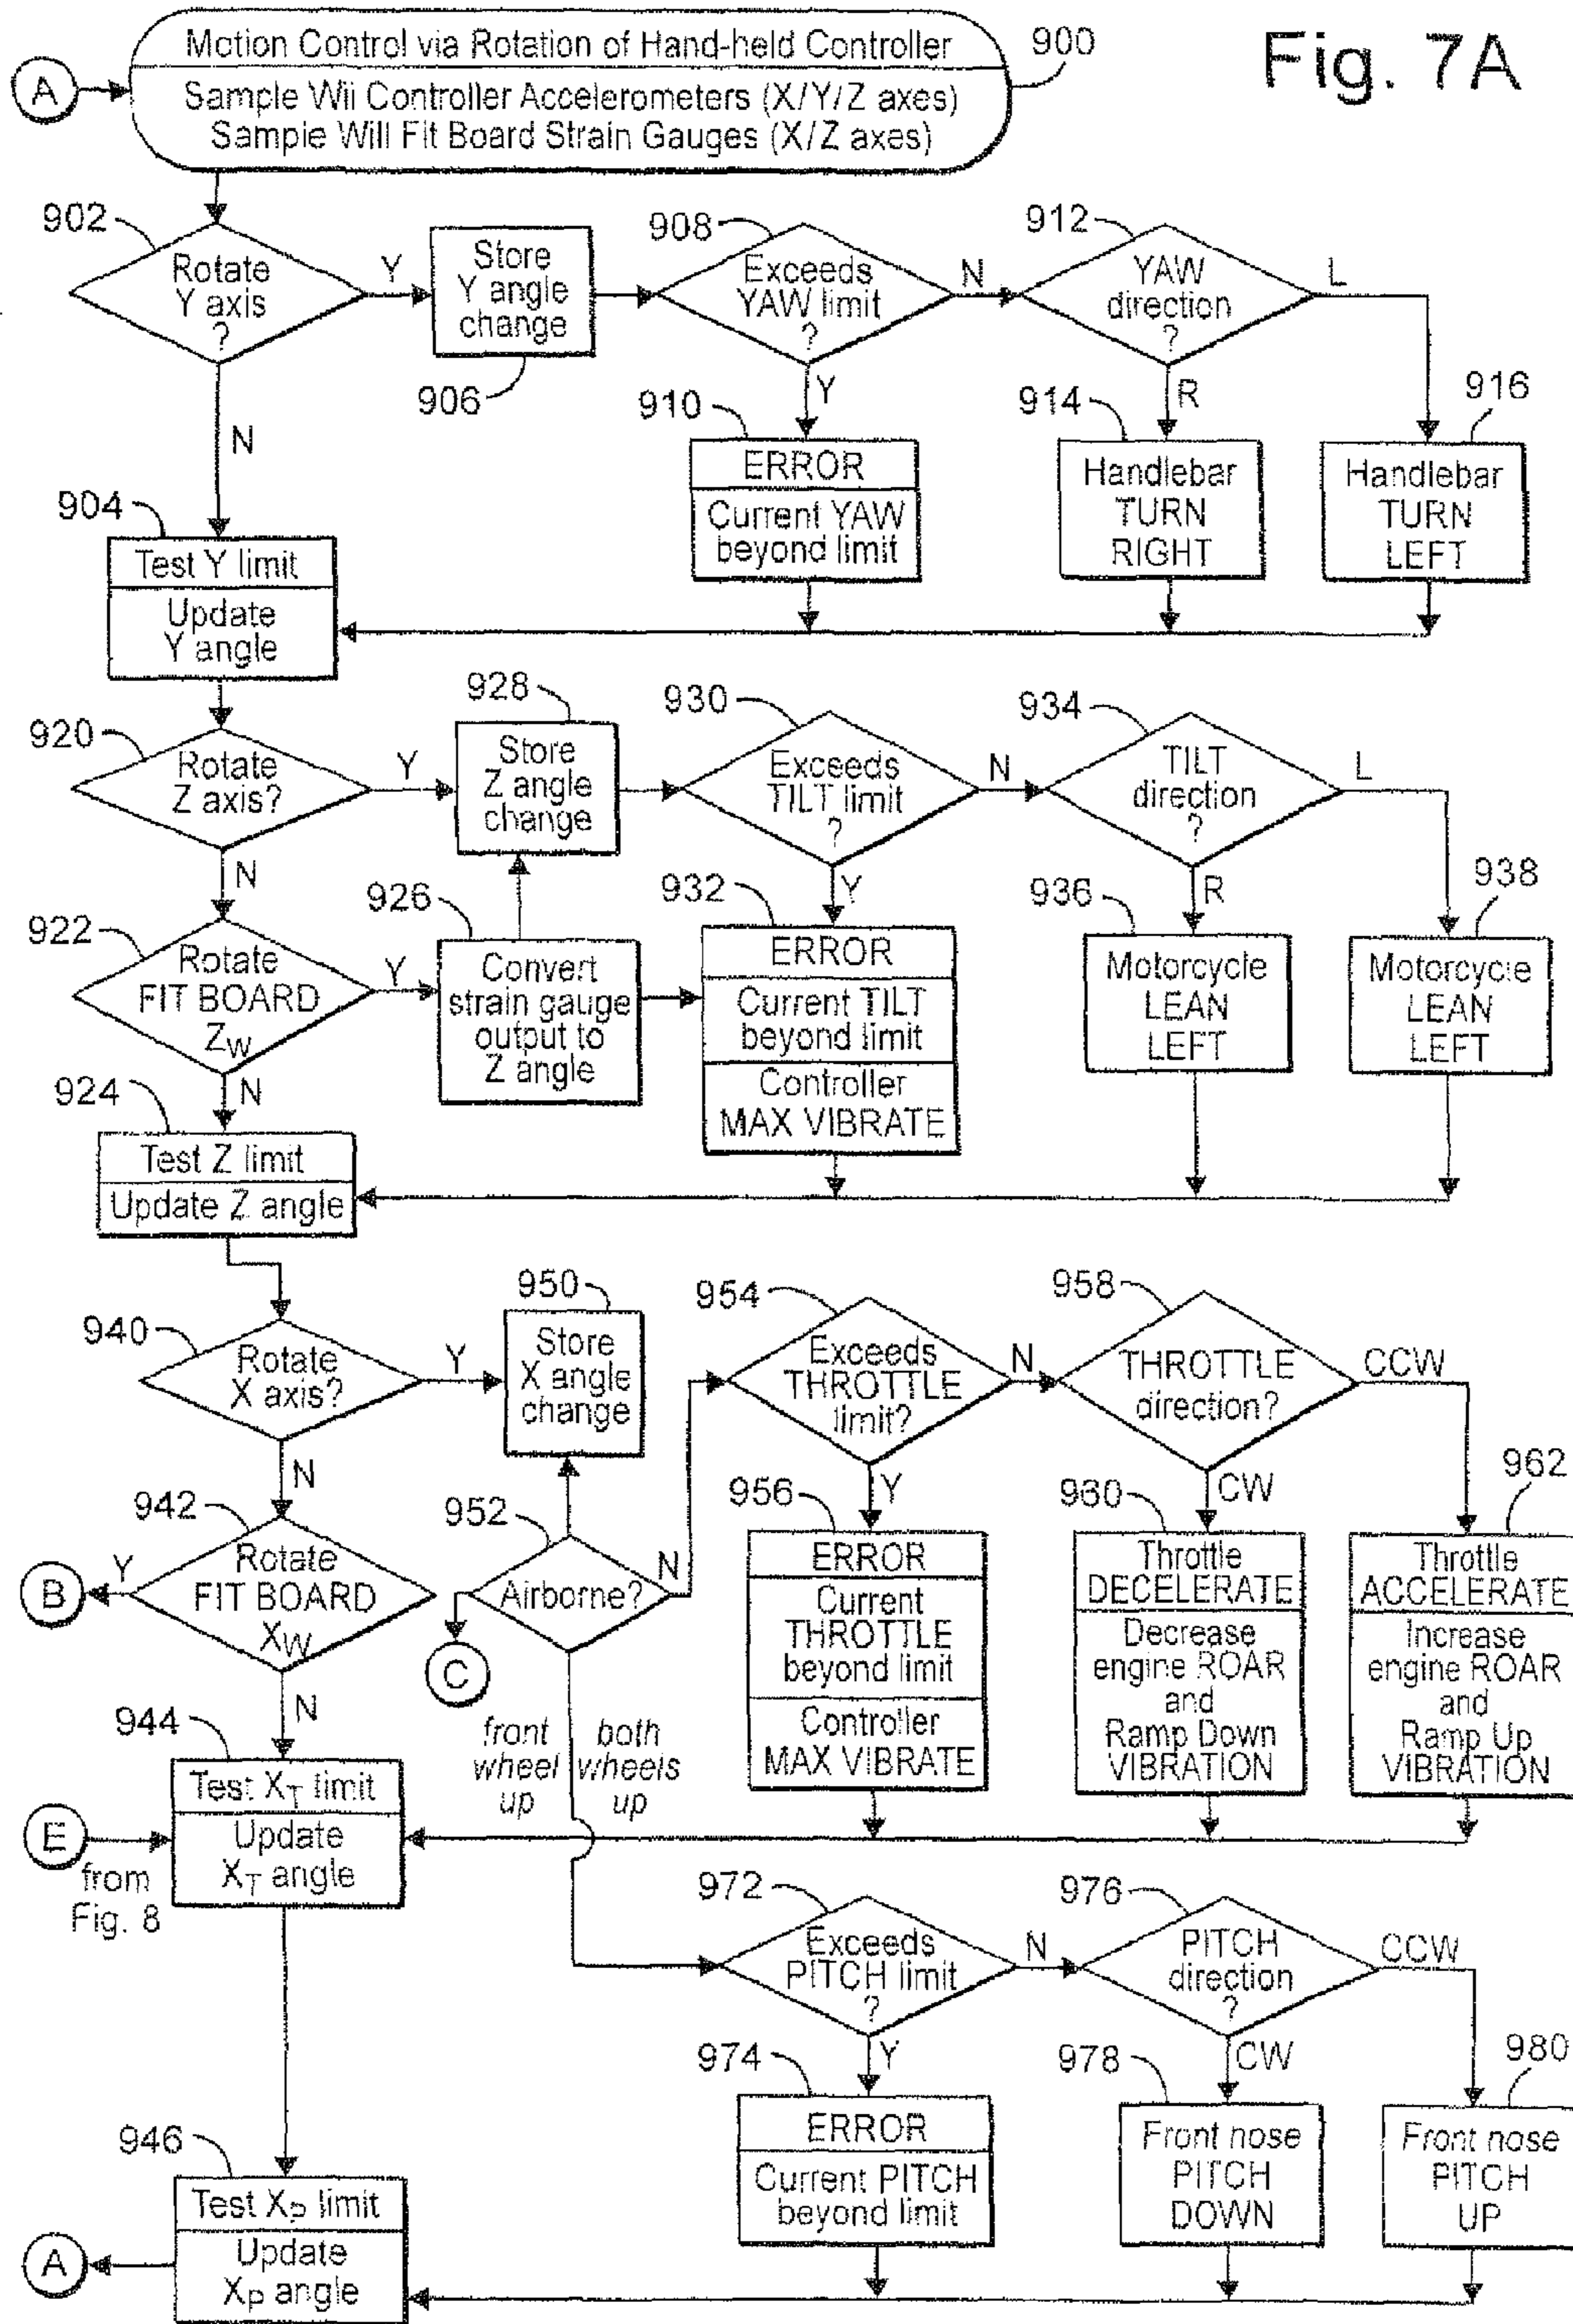 Fig. 7A
A
Motion Control via Rotation of Hand-held Controller
Sample Wii Controller Accelerometers (X/Y/Z axes)
Sample Will Fit Board Strain Gauges (X/Z axes)
900
902
Rotate
Y axis
?
Y
N
Store
Y angle
change
906
908
Exceeds
YAW limit
?
N
Y
912
YAW
direction
?
L
R
910
ERROR
Current YAW
beyond limit
914
Handlebar
TURN
RIGHT
916
Handlebar
TURN
LEFT
904
Test Y limit
Update
Y angle
920
Rotate
Z axis?
Y
N
928
Store
Z angle
change
930
Exceeds
TILT limit
?
N
Y
934
TILT
direction
?
L
R
922
Rotate
FIT BOARD
ZW
Y
N
926
Convert
strain gauge
output to
Z angle
932
ERROR
Current TILT
beyond limit
Controller
MAX VIBRATE
936
Motorcycle
LEAN
LEFT
938
Motorcycle
LEAN
LEFT
924
Test Z limit
Update Z angle
940
Rotate
X axis?
Y
N
950
Store
X angle
change
954
Exceeds
THROTTLE
limit?
N
Y
958
THROTTLE
direction?
CCW
CW
942
Rotate
FIT BOARD
XW
Y
B
N
952
Airborne?
N
C
front
wheel
up
both
wheels
up
956
ERROR
Current
THROTTLE
beyond limit
Controller
MAX VIBRATE
960
Throttle
DECELERATE
Decrease
engine ROAR
and
Ramp Down
VIBRATION
962
Throttle
ACCELERATE
Increase
engine ROAR
and
Ramp Up
VIBRATION
944
Test XT limit
Update
XT angle
E
from
Fig. 8
972
Exceeds
PITCH limit
?
N
Y
976
PITCH
direction
?
CCW
CW
974
ERROR
Current PITCH
beyond limit
978
Front nose
PITCH
DOWN
980
Front nose
PITCH
UP
946
Test XP limit
Update
XP angle
A